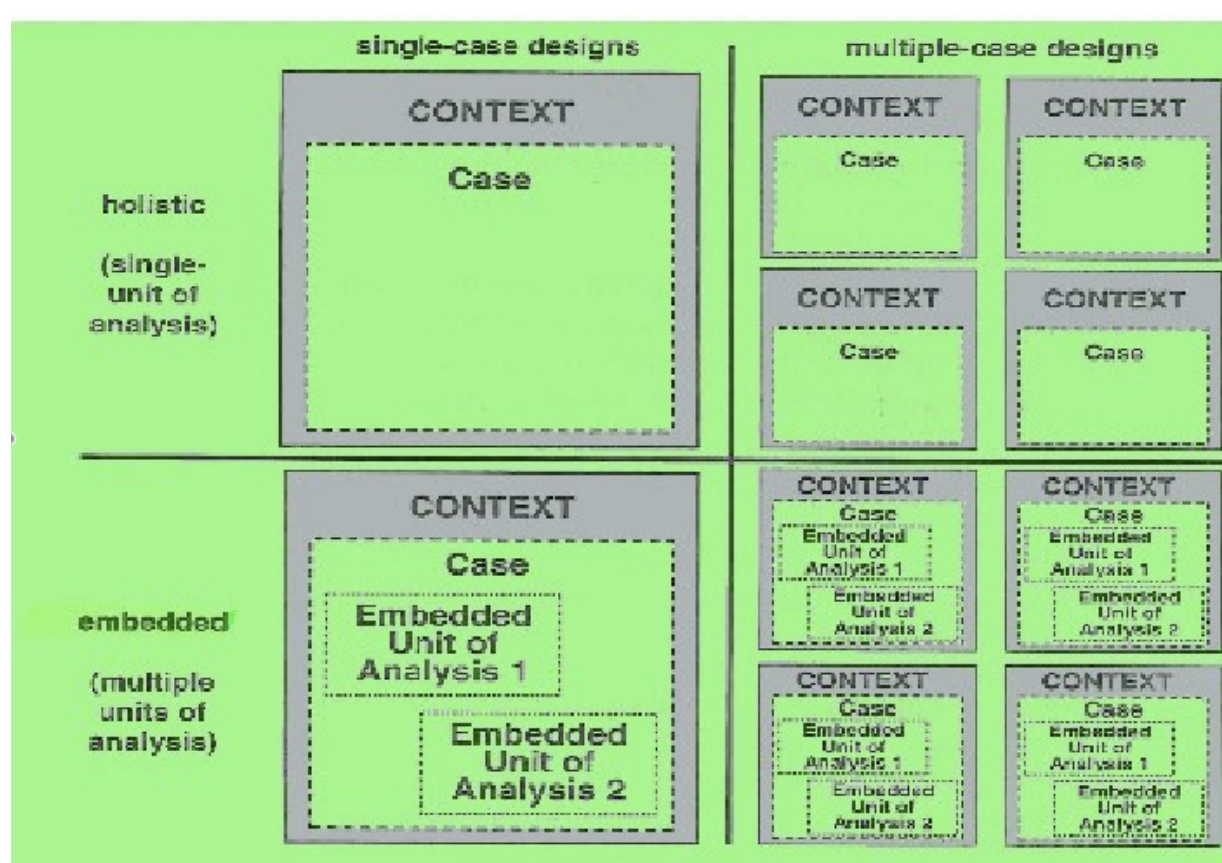 single-case designs
multiple-case designs
holistic
(single-
unit of
analysis)
CONTEXT
Case
CONTEXT
Case
CONTEXT
Case
CONTEXT
Case
CONTEXT
Case
embedded
(multiple
units of
analysis)
CONTEXT
Case
Embedded
Unit of
Analysis 1
Embedded
Unit of
Analysis 2
CONTEXT
Case
Embedded
Unit of
Analysis 1
Embedded
Unit of
Analysis 2
CONTEXT
Case
Embedded
Unit of
Analysis 1
Embedded
Unit of
Analysis 2
CONTEXT
Case
Embedded
Unit of
Analysis 1
Embedded
Unit of
Analysis 2
CONTEXT
Case
Embedded
Unit of
Analysis 1
Embedded
Unit of
Analysis 2